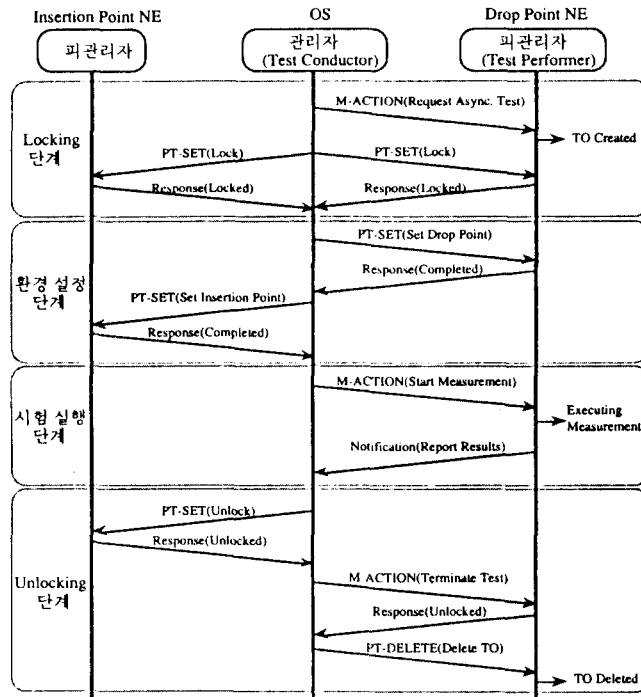 Insertion Point NE
OS
Drop Point NE
피관리자
관리자
(Test Conductor)
피관리자
(Test Performer)
Locking
단계
M-ACTION(Request Async. Test)
TO Created
PT-SET(Lock)
PT-SET(Lock)
Response(Locked)
Response(Locked)
환경 설정
단계
PT-SET(Set Drop Point)
Response(Completed)
PT-SET(Set Insertion Point)
Response(Completed)
시험 실행
단계
M-ACTION(Start Measurement)
Executing
Measurement
Notification(Report Results)
Unlocking
단계
PT-SET(Unlock)
Response(Unlocked)
M-ACTION(Terminate Test)
Response(Unlocked)
PT-DELETE(Delete TO)
TO Deleted